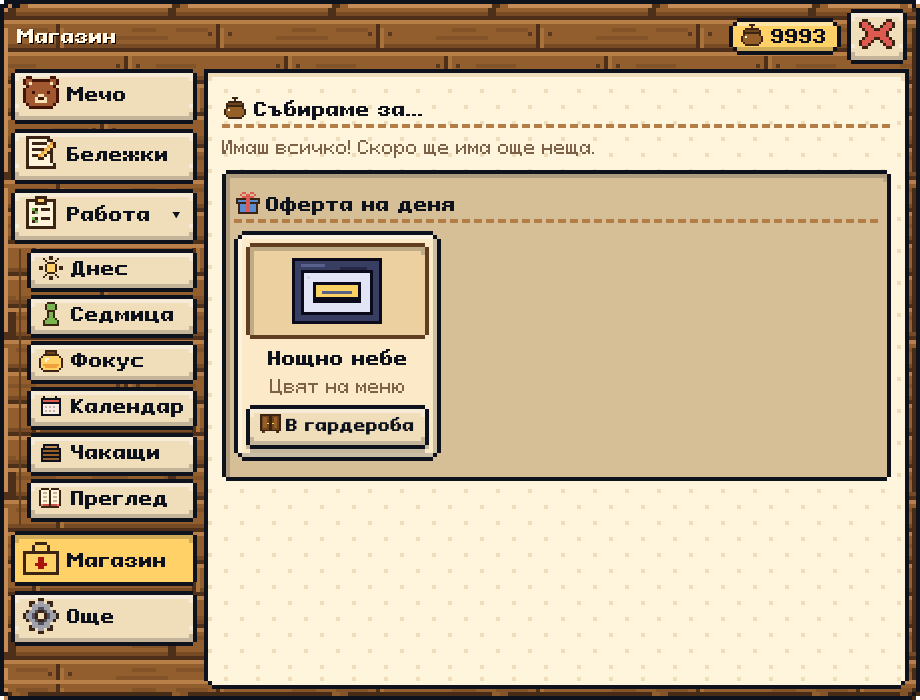 Магазин
9993
Мечо
Бележки
Работа
Днес
Седмица
Фокус
Календар
Чакащи
Преглед
Магазин
Още
Събираме за...
Имаш всичко! Скоро ще има още неща.
Оферта на деня
Нощно небе
Цвят на меню
В гардероба